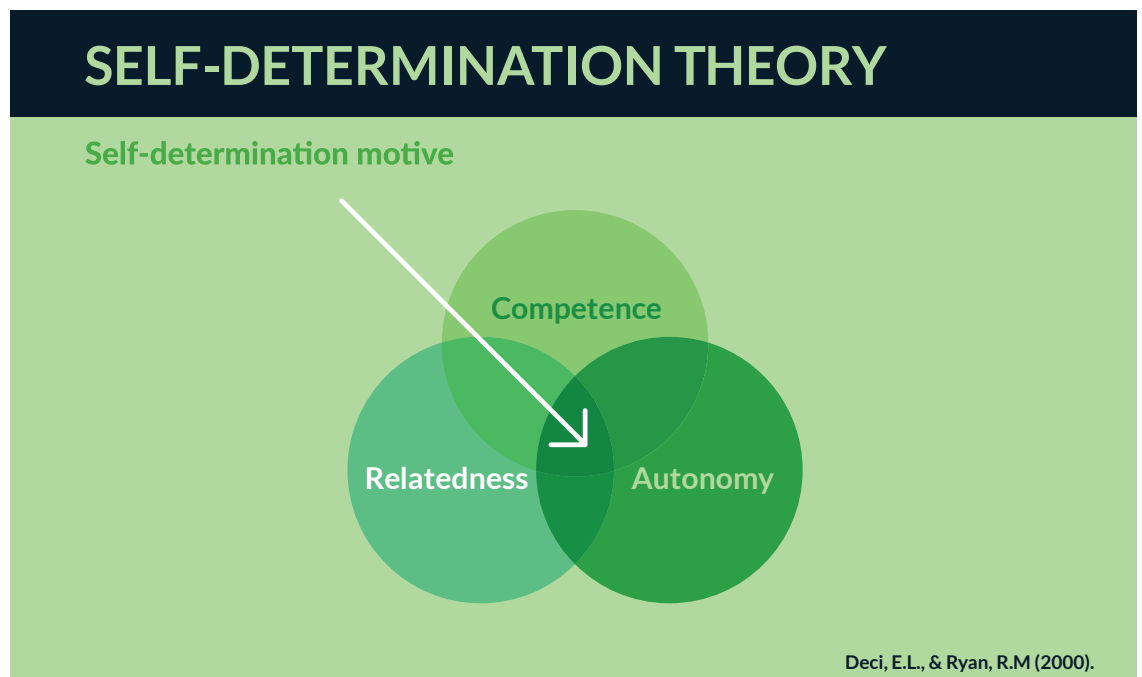 SELF-DETERMINATION THEORY
Self-determination motive
Competence
Relatedness
Autonomy
Deci, E.L., & Ryan, R.M (2000).